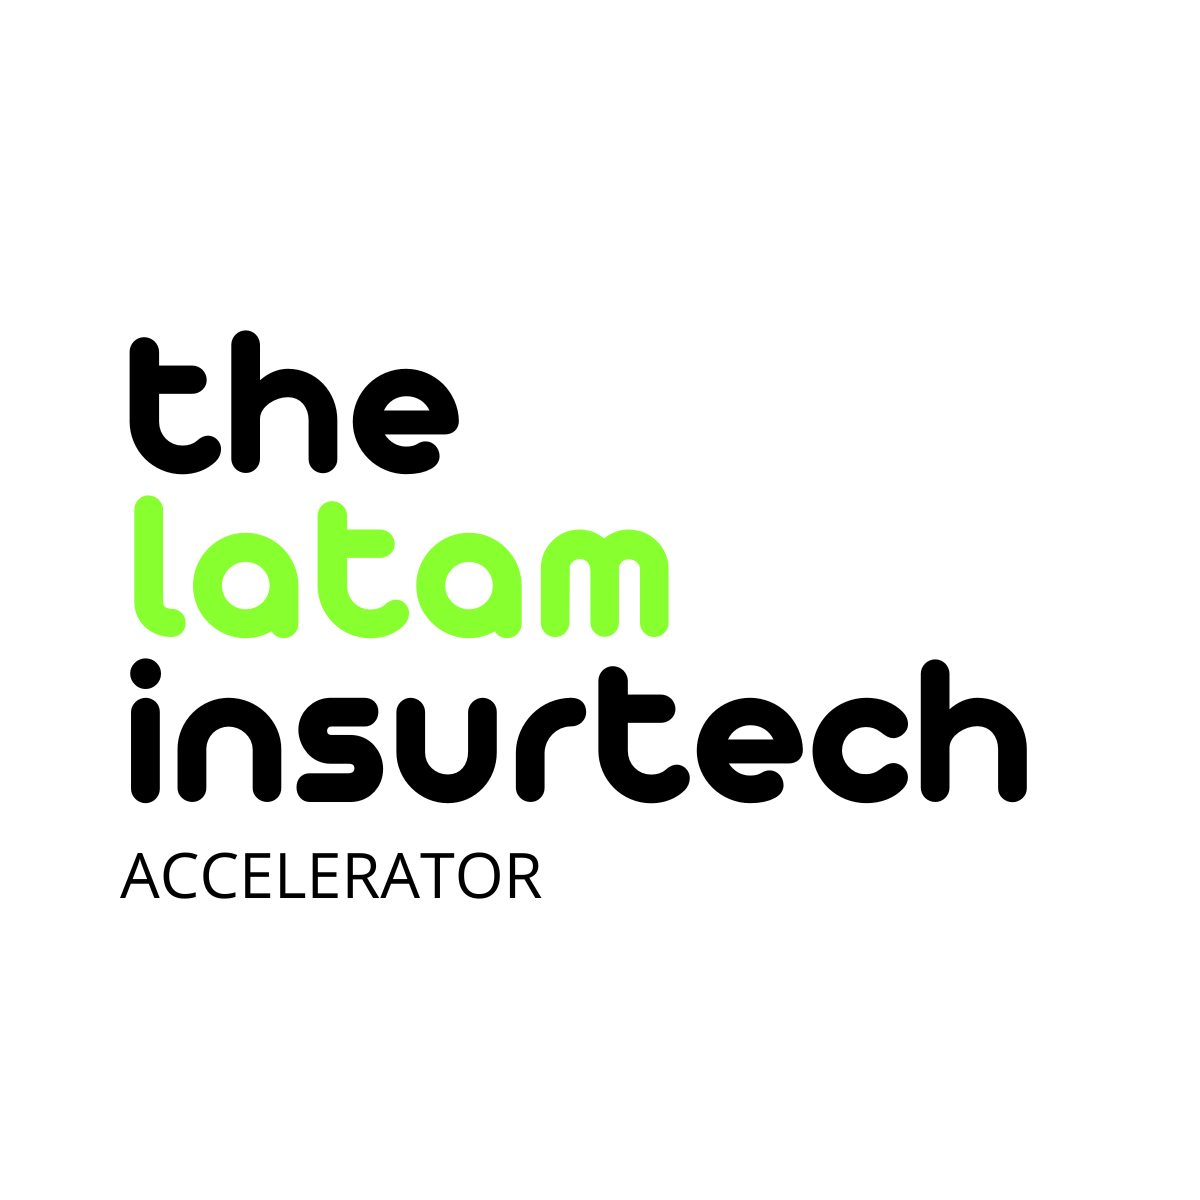 the
latam
insurtech
ACCELERATOR